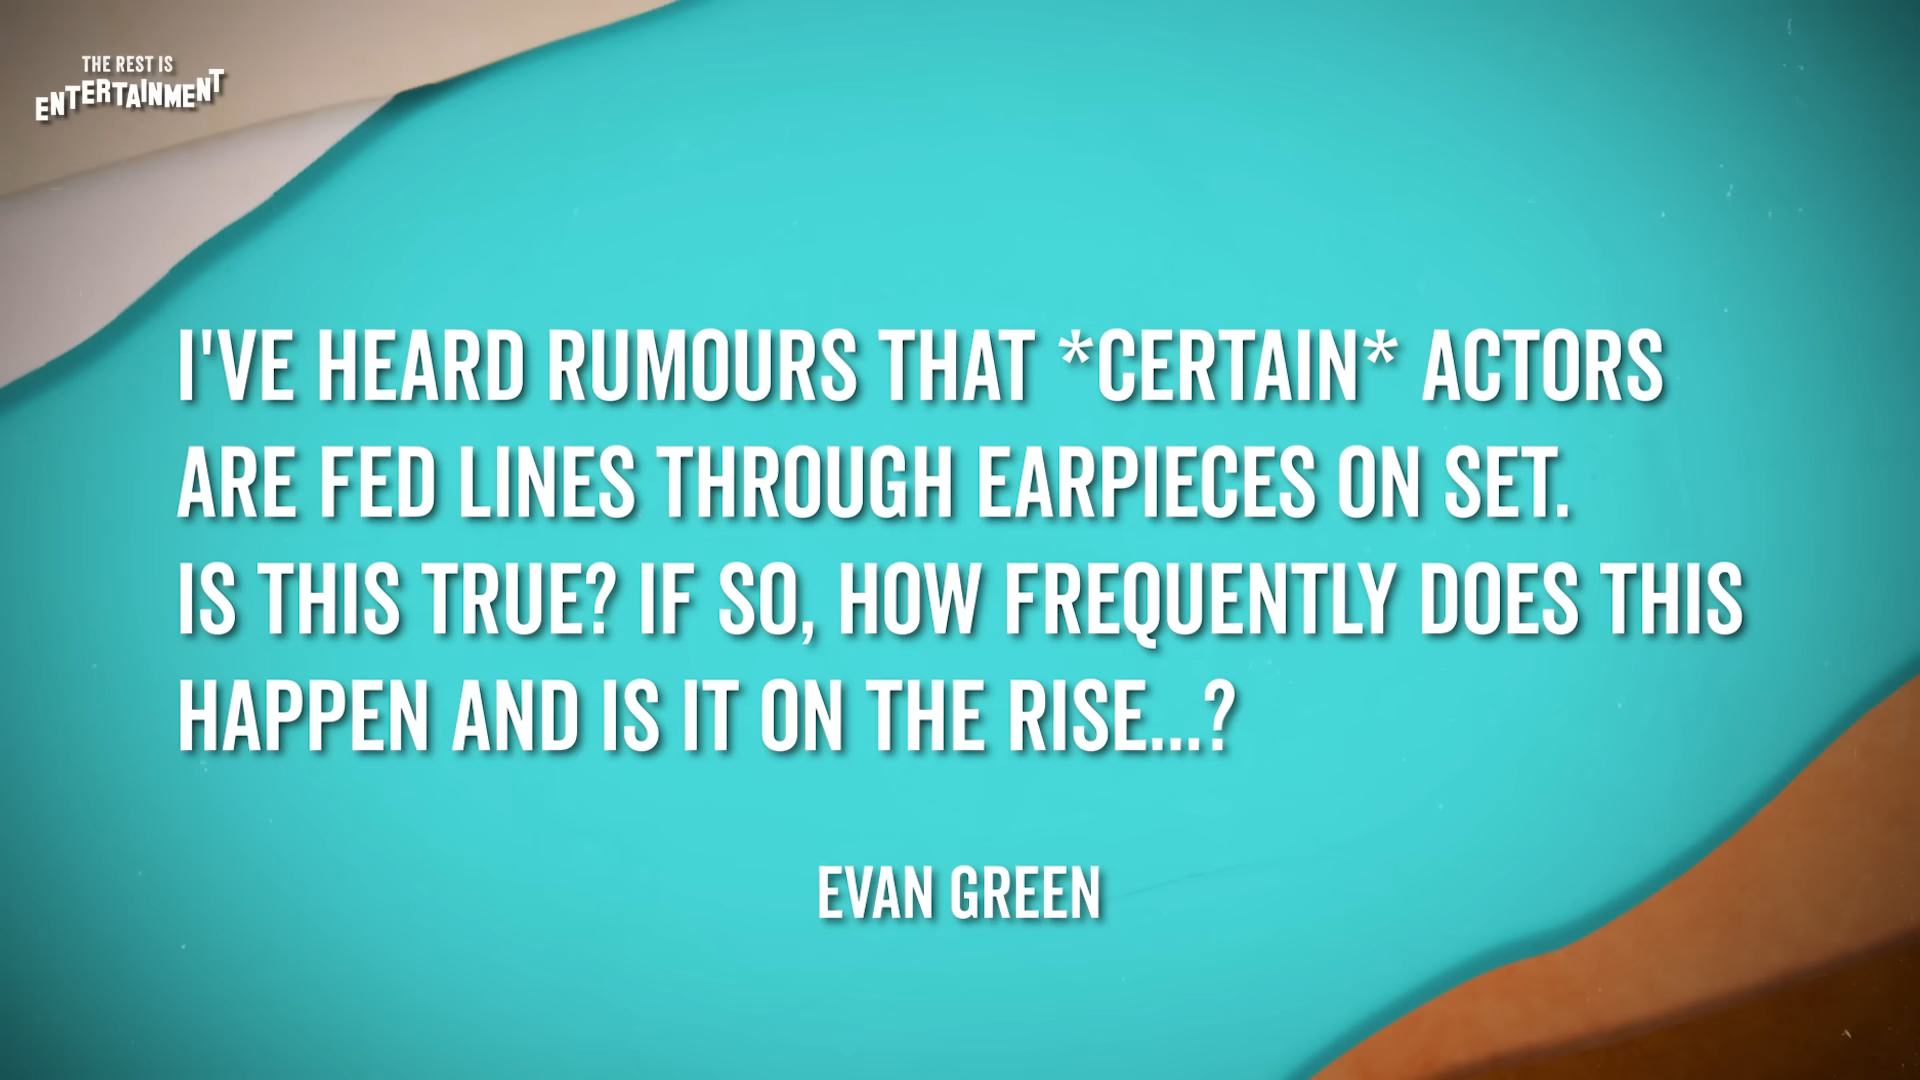 THE REST IS
ENTERTAINMENT
I'VE HEARD RUMOURS THAT *CERTAIN* ACTORS
ARE FED LINES THROUGH EARPIECES ON SET.
IS THIS TRUE? IF SO, HOW FREQUENTLY DOES THIS
HAPPEN AND IS IT ON THE RISE...?
EVAN GREEN